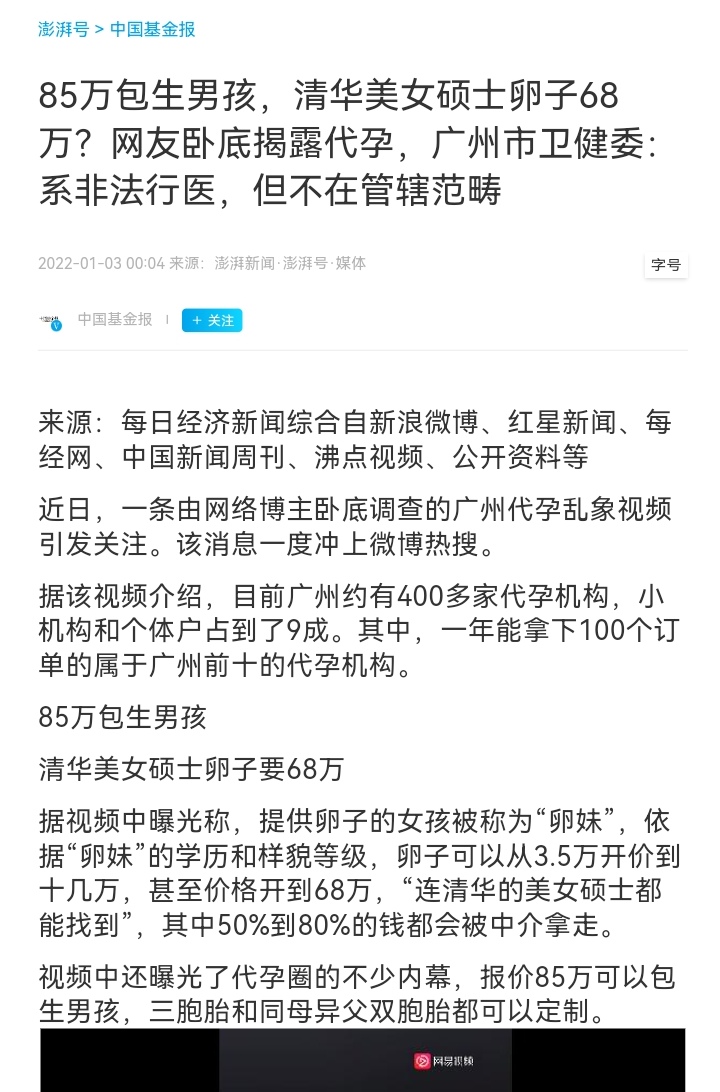 澎湃号 > 中国基金报
85万包生男孩，清华美女硕士卵子68
万？网友卧底揭露代孕，广州市卫健委：
系非法行医，但不在管辖范畴
2022-01-03 00:04 来源：澎湃新闻·澎湃号·媒体
字号
中国基金报
+ 关注
来源：每日经济新闻综合自新浪微博、红星新闻、每
经网、中国新闻周刊、沸点视频、公开资料等
近日，一条由网络博主卧底调查的广州代孕乱象视频
引发关注。该消息一度冲上微博热搜。
据该视频介绍，目前广州约有400多家代孕机构，小
机构和个体户占到了9成。其中，一年能拿下100个订
单的属于广州前十的代孕机构。
85万包生男孩
清华美女硕士卵子要68万
据视频中曝光称，提供卵子的女孩被称为“卵妹”，依
据“卵妹”的学历和样貌等级，卵子可以从3.5万开价到
十几万，甚至价格开到68万，“连清华的美女硕士都
能找到”，其中50%到80%的钱都会被中介拿走。
视频中还曝光了代孕圈的不少内幕，报价85万可以包
生男孩，三胞胎和同母异父双胞胎都可以定制。
网易视频